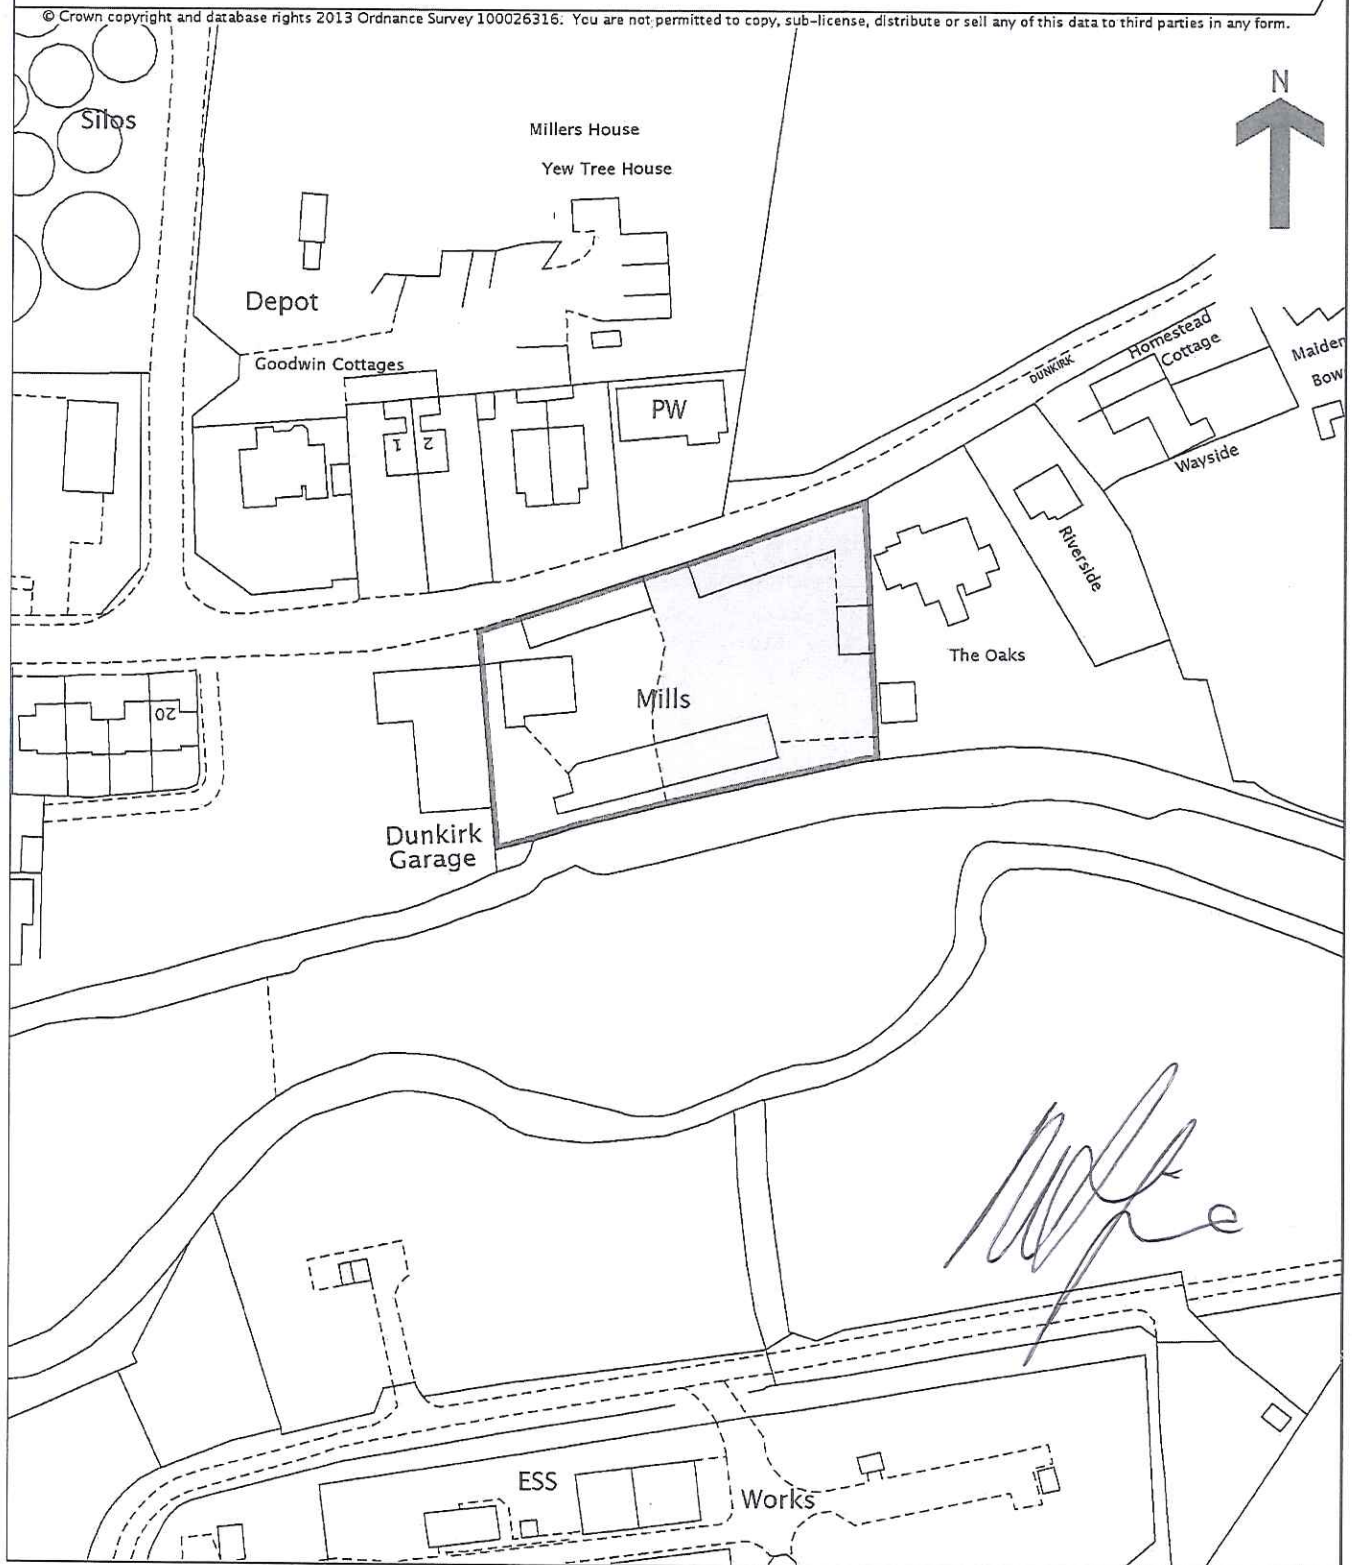 © Crown copyright and database rights 2013 Ordnance Survey 100026316. You are not permitted to copy, sub-license, distribute or sell any of this data to third parties in any form.
N
Silos
Millers House
Yew Tree House
Depot
Goodwin Cottages
1
2
PW
DUNKIRK
Homestead
Cottage
Maiden
Bow
Wayside
Riverside
The Oaks
20
Mills
Dunkirk
Garage
ESS
Works